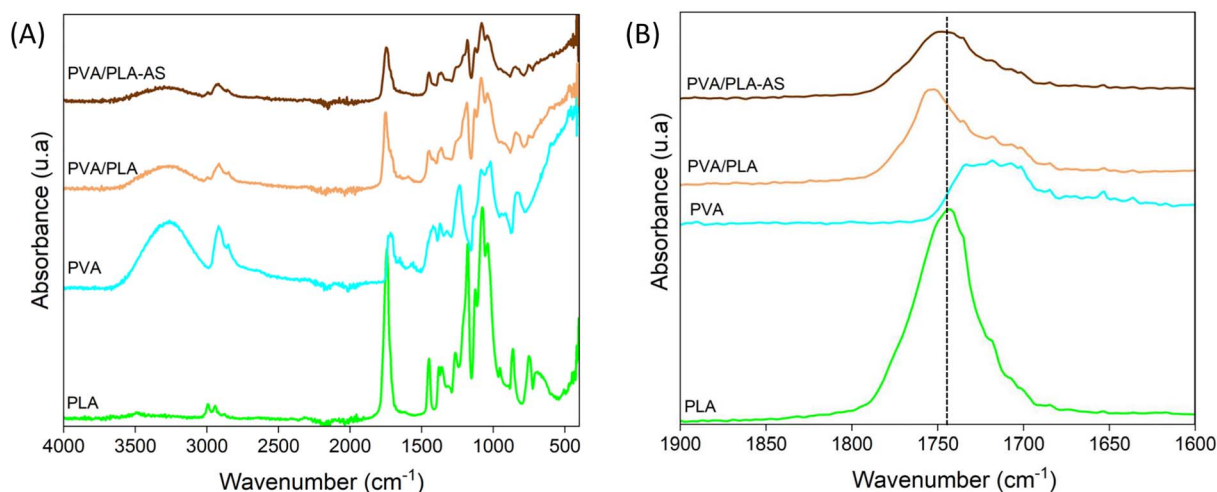 (A)
Absorbance (u.a)
PVA/PLA-AS
PVA/PLA
PVA
PLA
4000 3500 3000 2500 2000 1500 1000 500
Wavenumber (cm⁻¹)
(B)
Absorbance (u.a)
PVA/PLA-AS
PVA/PLA
PVA
PLA
1900 1850 1800 1750 1700 1650 1600
Wavenumber (cm⁻¹)